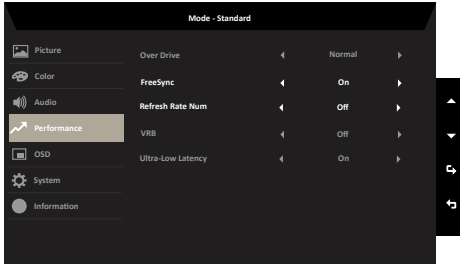 Mode - Standard
Picture
Color
Audio
Performance
OSD
System
Information
Over Drive Normal
FreeSync On
Refresh Rate Num Off
VRB Off
Ultra-Low Latency On